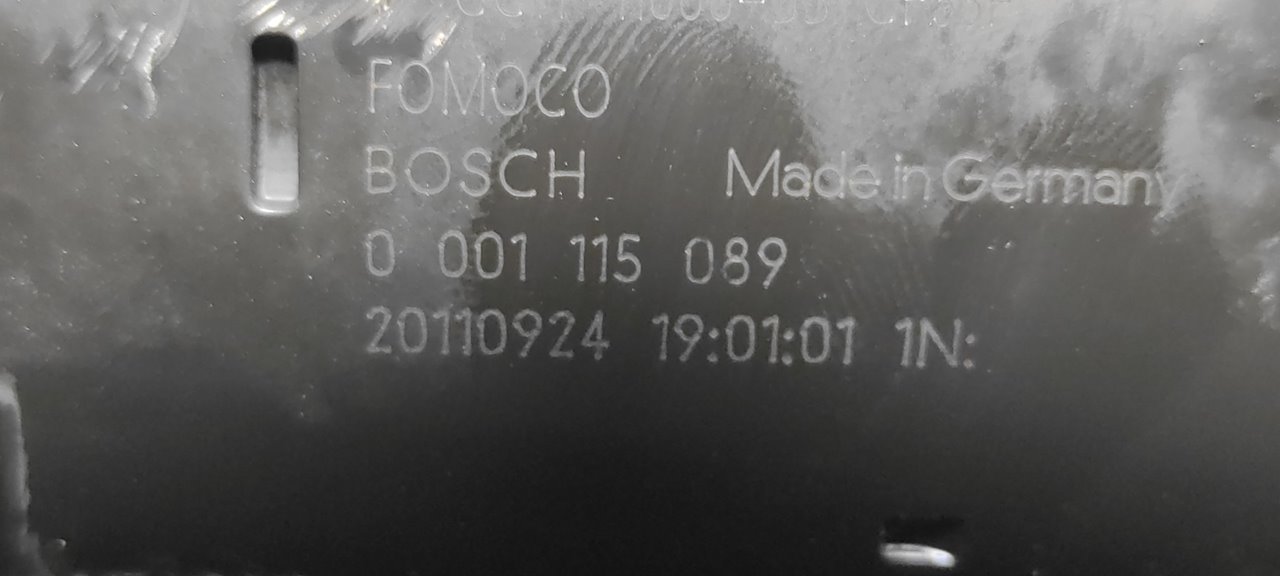 FOMOCO
BOSCH Made in Germany
0 001 115 089
20110924 19:01:01 1N: